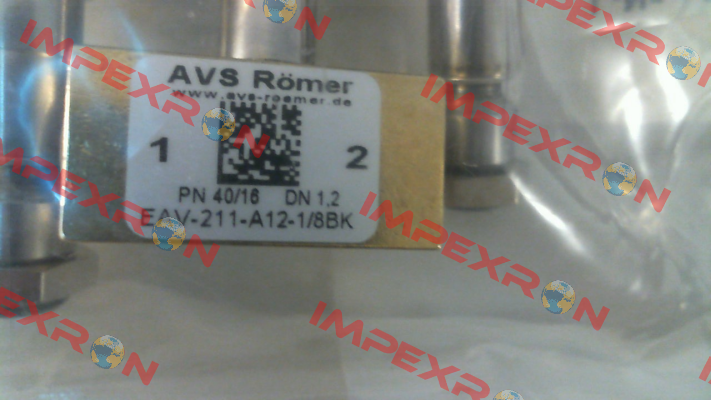 AVS Römer
www.avs-roemer.de
1 2
PN 40/16 DN 1,2
EAV-211-A12-1/8BK
IMPEXRON
IMPEXRON
IMPEXRON
IMPEXRON
IMPEXRON
IMPEXRON